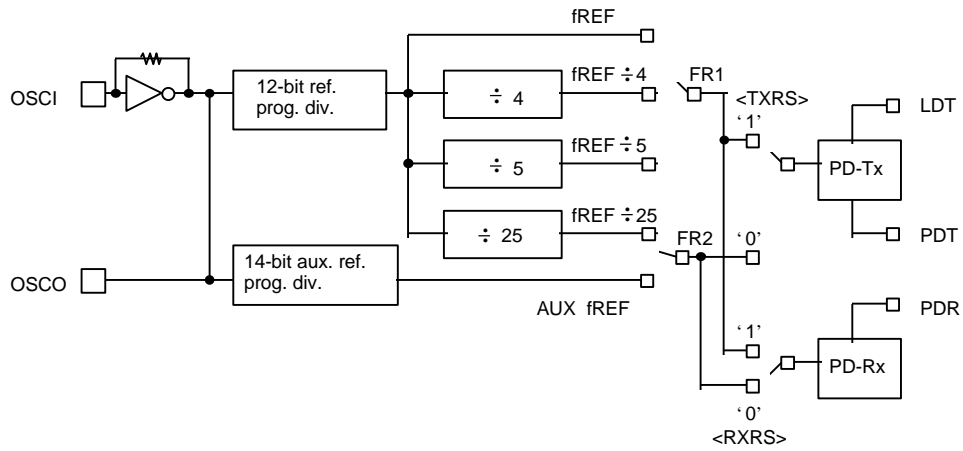 fREF
OSCI
12-bit ref.
prog. div.
÷ 4
fREF ÷4
FR1
<TXRS>
‘1’
LDT
÷ 5
fREF ÷5
PD-Tx
÷ 25
fREF ÷25
FR2
‘0’
PDT
OSCO
14-bit aux. ref.
prog. div.
AUX fREF
PDR
‘1’
PD-Rx
‘0’
<RXRS>